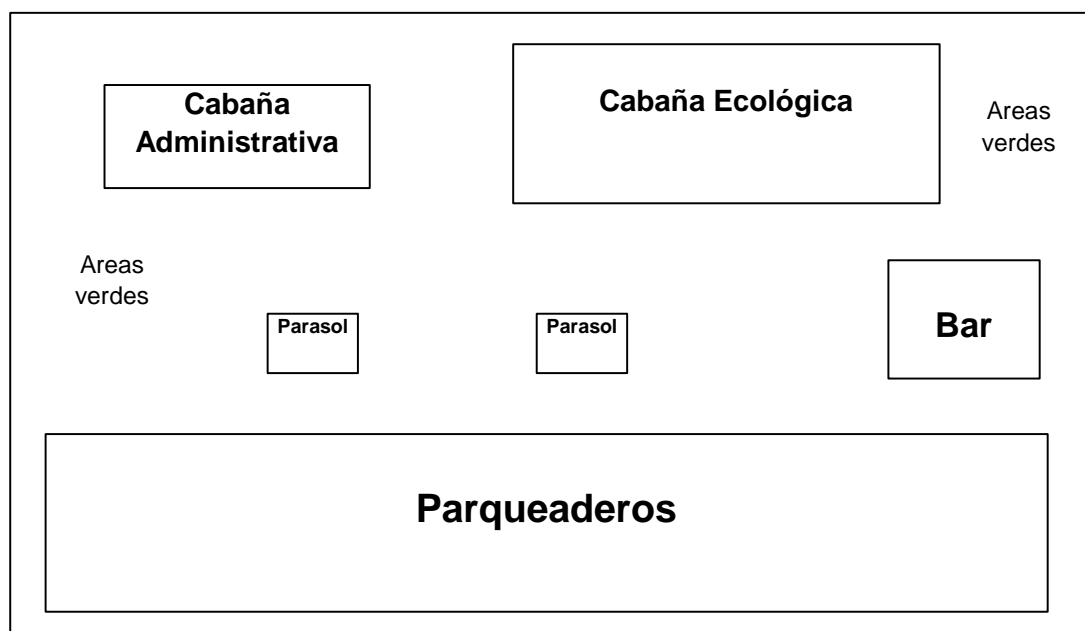 Cabaña
Administrativa
Cabaña Ecológica
Areas
verdes
Areas
verdes
Parasol
Parasol
Bar
Parqueaderos